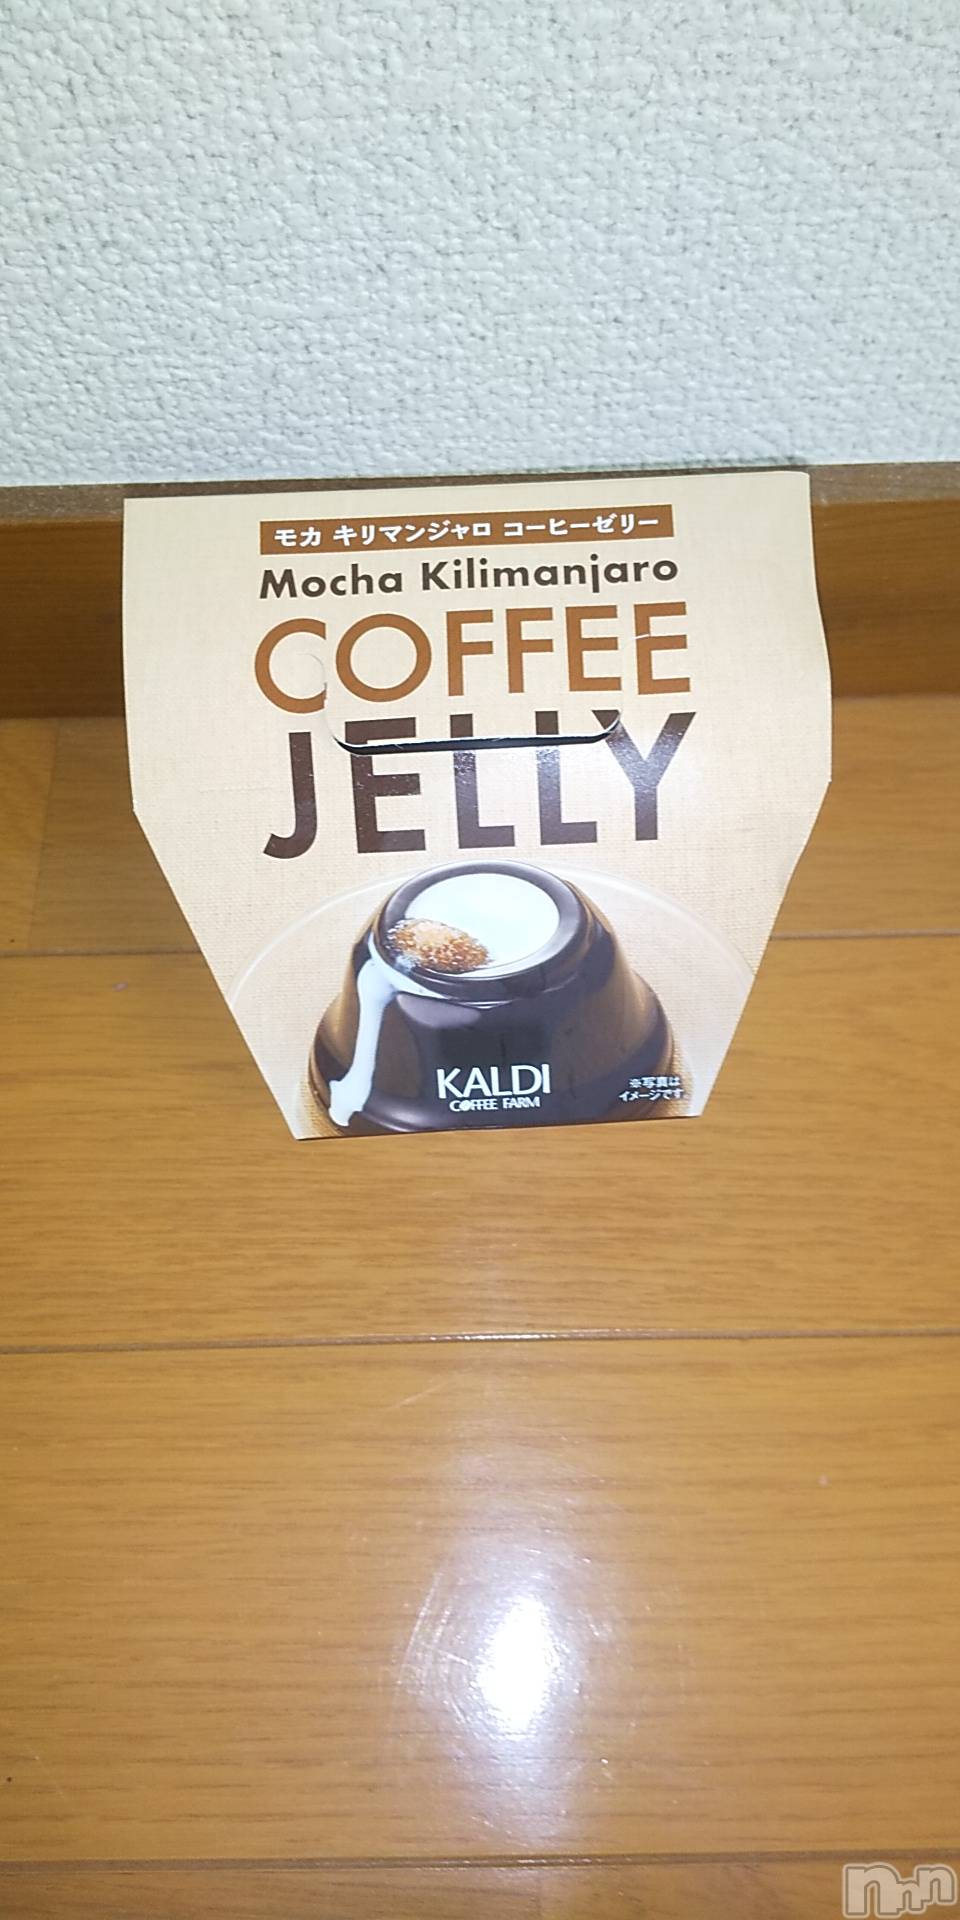 モカ キリマンジャロ コーヒーゼリー
Mocha Kilimanjaro
COFFEE
JELLY
KALDI
COFFEE FARM
※写真は
イメージです。
nnn